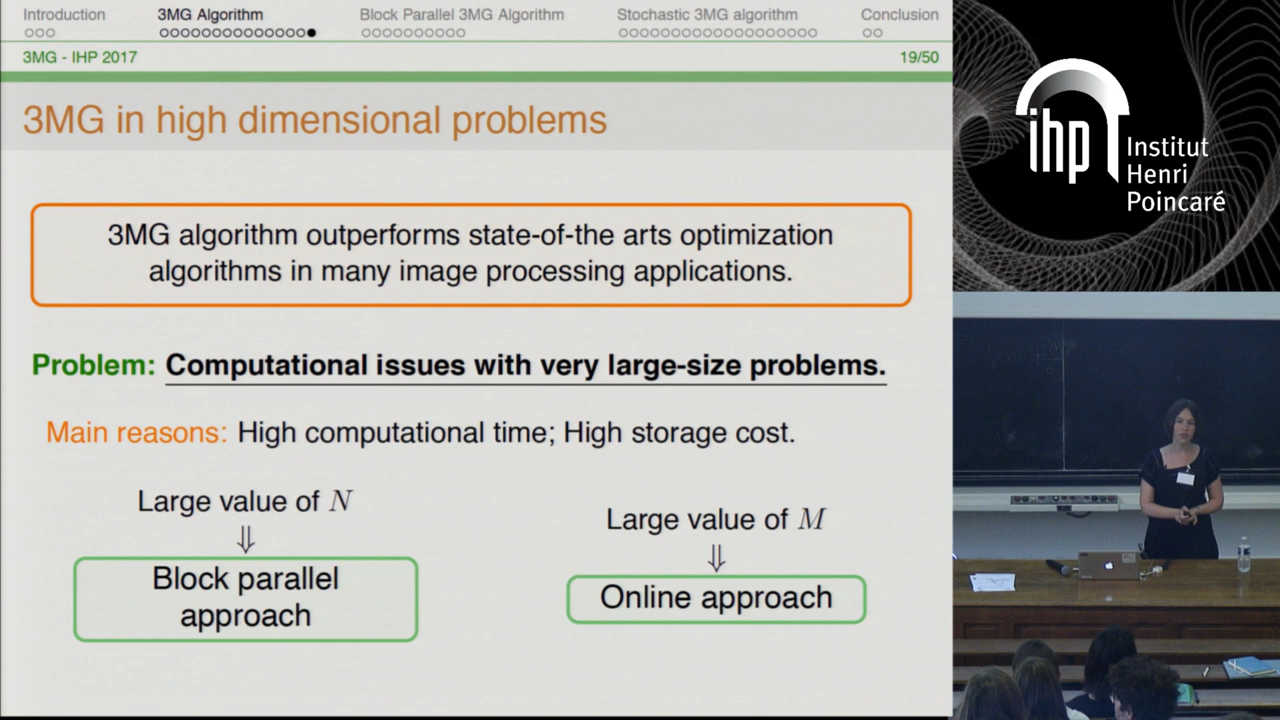 Introduction
3MG Algorithm
Block Parallel 3MG Algorithm
Stochastic 3MG algorithm
Conclusion
3MG - IHP 2017
19/50
3MG in high dimensional problems
3MG algorithm outperforms state-of-the arts optimization
algorithms in many image processing applications.
Problem: Computational issues with very large-size problems.
Main reasons: High computational time; High storage cost.
Large value of N
⇓
Block parallel
approach
Large value of M
⇓
Online approach
ihp
Institut
Henri
Poincaré